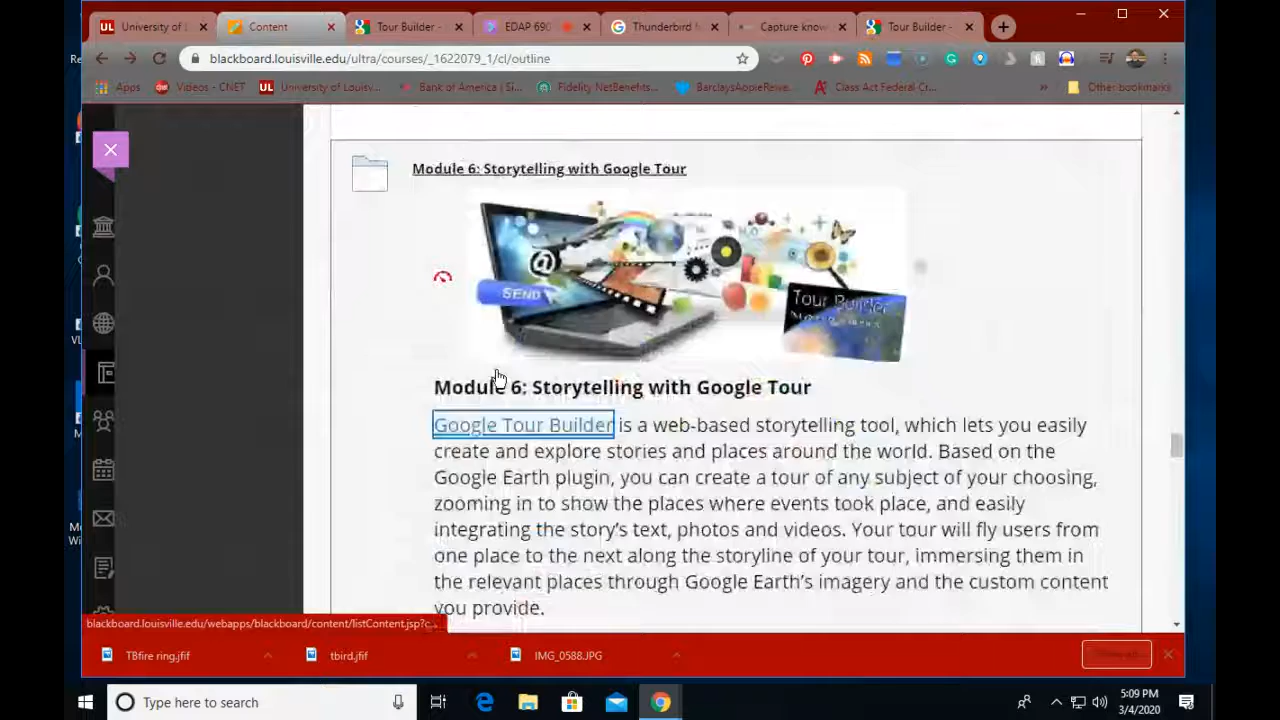 University of L
Content
Tour Builder -
EDAP 690
Thunderbird M
Capture know
Tour Builder -
blackboard.louisville.edu/ultra/courses/_1622079_1/cl/outline
Apps
Videos - CNET
University of Louisv...
Bank of America | Si...
Fidelity NetBenefits...
BarclaysAppleRewa...
Class Act Federal Cr...
»
Other bookmarks
Module 6: Storytelling with Google Tour
@
SEND
Tour Builder
Module 6: Storytelling with Google Tour
Google Tour Builder is a web-based storytelling tool, which lets you easily
create and explore stories and places around the world. Based on the
Google Earth plugin, you can create a tour of any subject of your choosing,
zooming in to show the places where events took place, and easily
integrating the story's text, photos and videos. Your tour will fly users from
one place to the next along the storyline of your tour, immersing them in
the relevant places through Google Earth's imagery and the custom content
you provide.
blackboard.louisville.edu/webapps/blackboard/content/listContent.jsp?c...
TBfire ring.jfif
tbird.jfif
IMG_0588.JPG
Type here to search
5:09 PM
3/4/2020